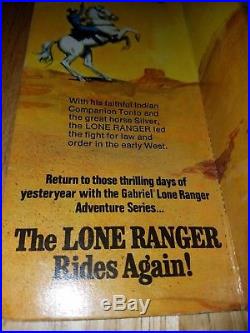 With his faithful Indian
Companion Tonto and
the great horse Silver,
the LONE RANGER led
the fight for law and
order in the early West.
Return to those thrilling days of
yesteryear with the Gabriel Lone Ranger
Adventure Series...
The LONE RANGER
Rides Again!